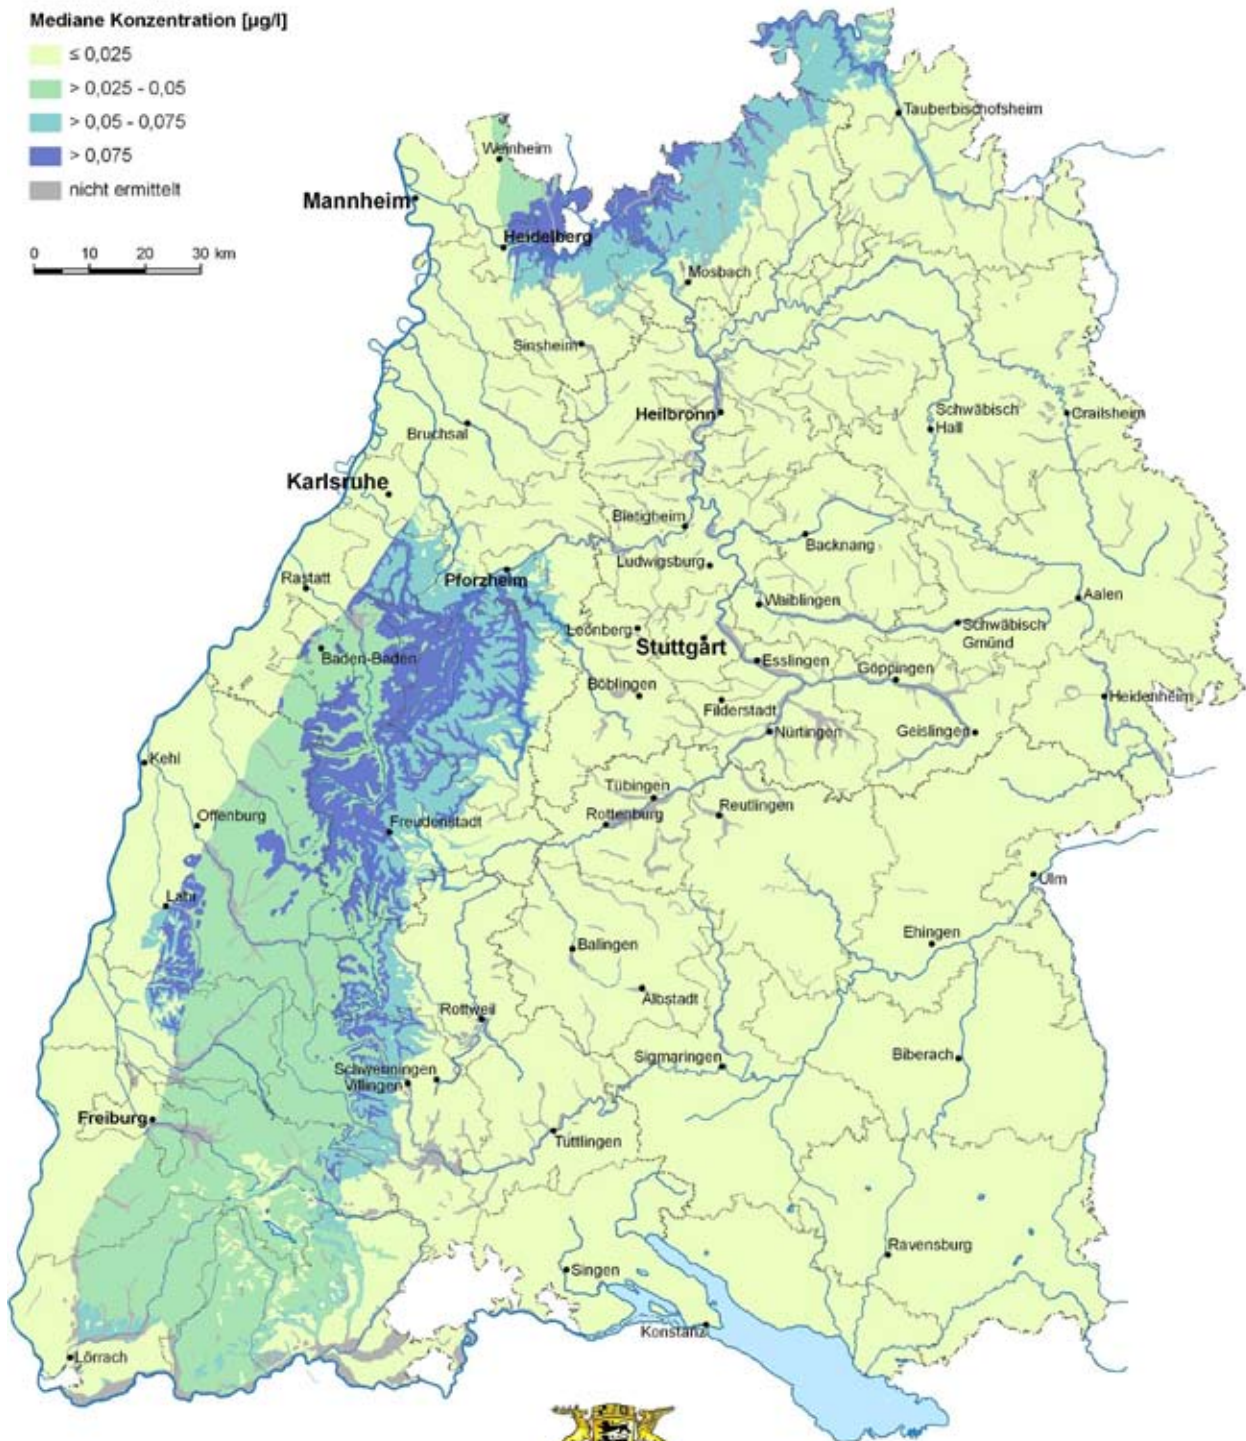 Mediane Konzentration [µg/l]
≤ 0,025
> 0,025 - 0,05
> 0,05 - 0,075
> 0,075
nicht ermittelt
0 10 20 30 km
Tauberbischofsheim
Weinheim
Mannheim
Heidelberg
Mosbach
Sinsheim
Heilbronn
Schwäbisch
Hall
Crailsheim
Bruchsal
Karlsruhe
Bietigheim
Backnang
Ludwigsburg
Pforzheim
Rastatt
Waiblingen
Aalen
Leonberg
Schwäbisch
Gmünd
Stuttgart
Baden-Baden
Esslingen
Göppingen
Böblingen
Heidenheim
Filderstadt
Nürtingen
Geislingen
Kehl
Tübingen
Reutlingen
Offenburg
Freudenstadt
Rottenburg
Ulm
Lahr
Ehingen
Balingen
Albstadt
Rottweil
Sigmaringen
Biberach
Schwenningen
Villingen
Freiburg
Tuttlingen
Ravensburg
Singen
Konstanz
Lörrach